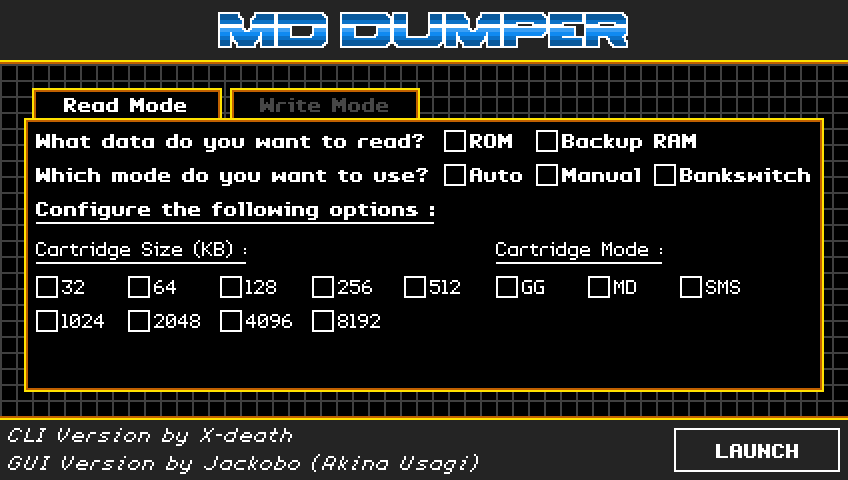 MD DUMPER
Read Mode Write Mode
What data do you want to read? ROM Backup RAM
Which mode do you want to use? Auto Manual Bankswitch
Configure the following options :
Cartridge Size (KB) : Cartridge Mode :
32 64 128 256 512 GG MD SMS
1024 2048 4096 8192
CLI Version by X-death
GUI Version by Jackobo (Akina Usagi)
LAUNCH